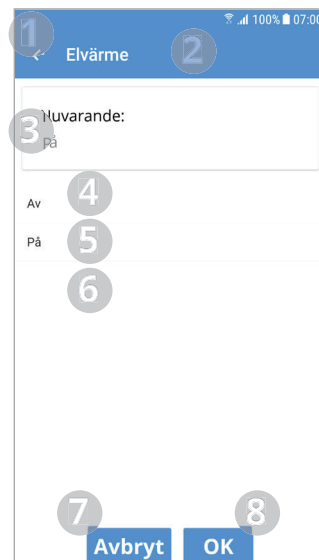 100% 07:00
1
Elvärme
2
Nuvarande:
3
På
Av
4
På
5
6
7
8
Avbryt
OK